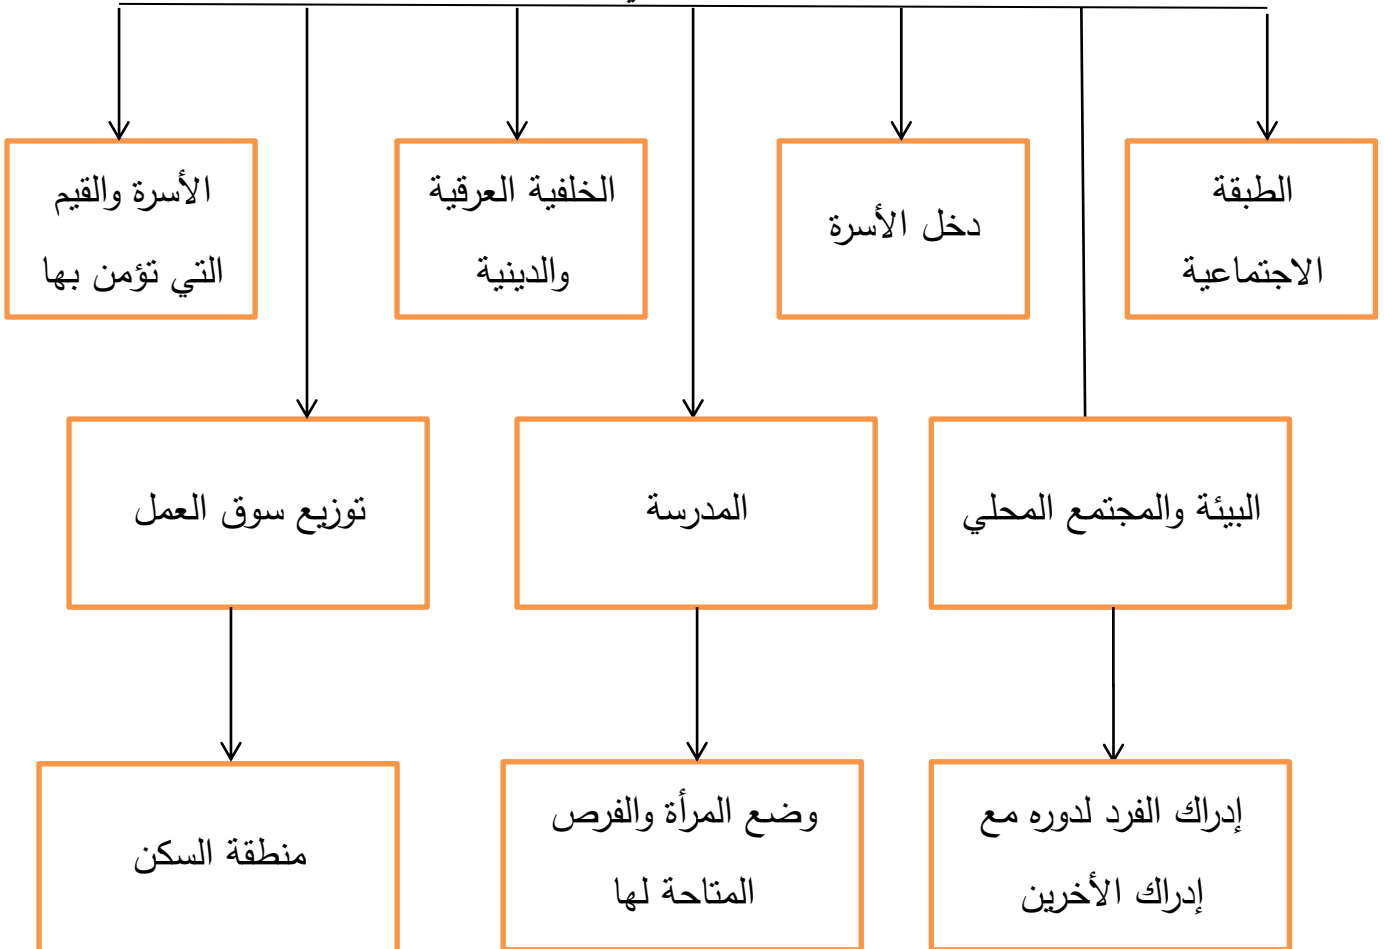 الطبقة
الاجتماعية
دخل الأسرة
الخلفية العرقية
والدينية
الأسرة والقيم
التي تؤمن بها
البيئة والمجتمع المحلي
المدرسة
توزيع سوق العمل
إدراك الفرد لدوره مع
إدراك الأخرين
وضع المرأة والفرص
المتاحة لها
منطقة السكن